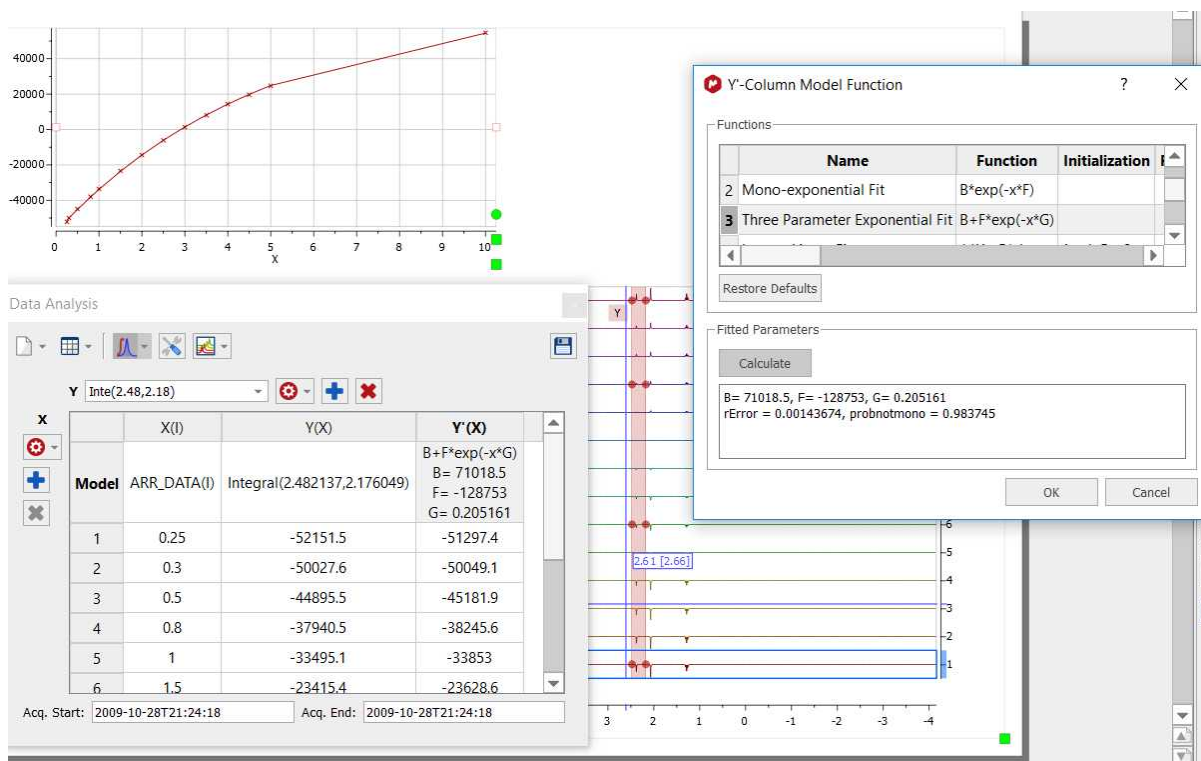 40000
20000
0
-20000
-40000
0 1 2 3 4 5 6 7 8 9 10
X
Y'-Column Model Function ? ×
Functions
Name Function Initialization
2 Mono-exponential Fit B*exp(-x*F)
3 Three Parameter Exponential Fit B+F*exp(-x*G)
Restore Defaults
Fitted Parameters
Calculate
B= 71018.5, F= -128753, G= 0.205161
rError = 0.00143674, probnotmono = 0.983745
OK Cancel
Data Analysis
Y Inte(2.48,2.18)
X
X(I) Y(X) Y'(X)
Model ARR_DATA(I) Integral(2.482137,2.176049) B+F*exp(-x*G)
B= 71018.5
F= -128753
G= 0.205161
1 0.25 -52151.5 -51297.4
2 0.3 -50027.6 -50049.1
3 0.5 -44895.5 -45181.9
4 0.8 -37940.5 -38245.6
5 1 -33495.1 -33853
6 1.5 -23415.4 -23628.6
Acq. Start: 2009-10-28T21:24:18 Acq. End: 2009-10-28T21:24:18
Y
2.61 [2.66]
-6
-5
-4
-3
-2
-1
3 2 1 0 -1 -2 -3 -4